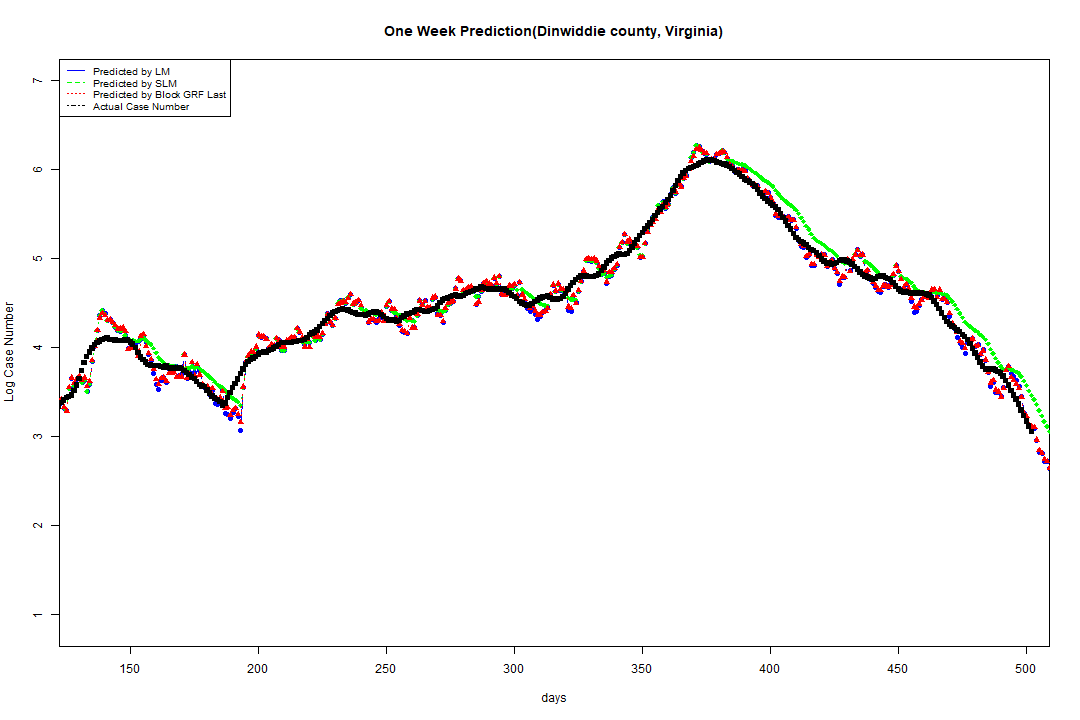 One Week Prediction(Dinwiddie county, Virginia)
Predicted by LM
Predicted by SLM
Predicted by Block GRF Last
Actual Case Number
Log Case Number
7
6
5
4
3
2
1
150 200 250 300 350 400 450 500
days